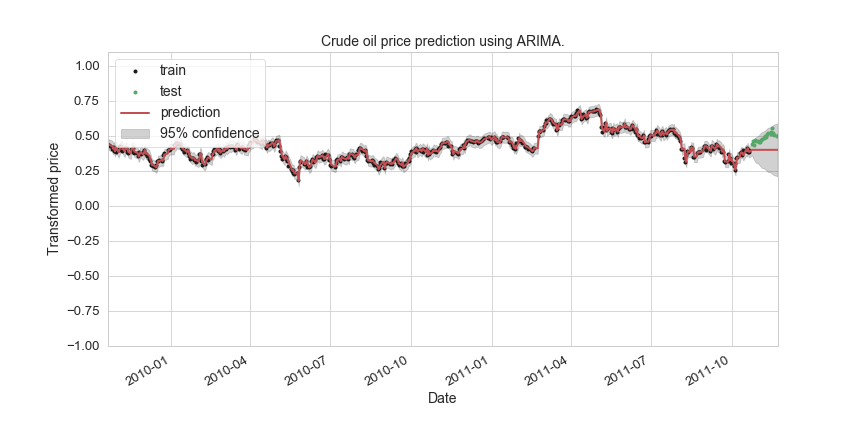 Crude oil price prediction using ARIMA.
train
test
prediction
95% confidence
Transformed price
1.00
0.75
0.50
0.25
0.00
−0.25
−0.50
−0.75
−1.00
2010-01
2010-04
2010-07
2010-10
2011-01
2011-04
2011-07
2011-10
Date